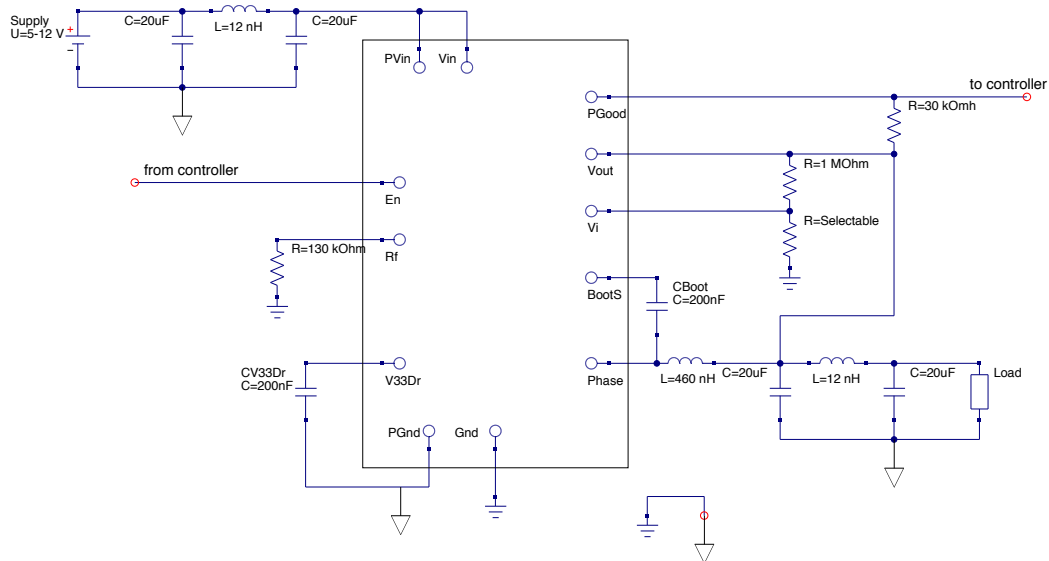 Supply
U=5-12 V
+
–
C=20uF
L=12 nH
C=20uF
PVin
Vin
to controller
PGood
R=30 kOmh
from controller
Vout
R=1 MOhm
En
Vi
R=Selectable
R=130 kOhm
Rf
BootS
CBoot
C=200nF
CV33Dr
C=200nF
V33Dr
Phase
L=460 nH
C=20uF
L=12nH
C=20uF
Load
PGnd
Gnd